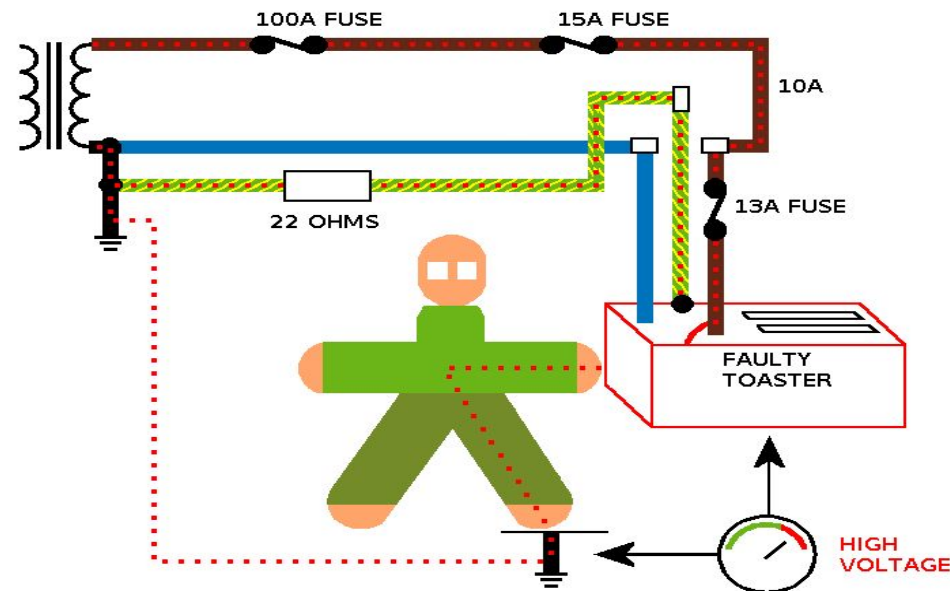 100A FUSE
15A FUSE
10A
13A FUSE
22 OHMS
FAULTY
TOASTER
HIGH
VOLTAGE